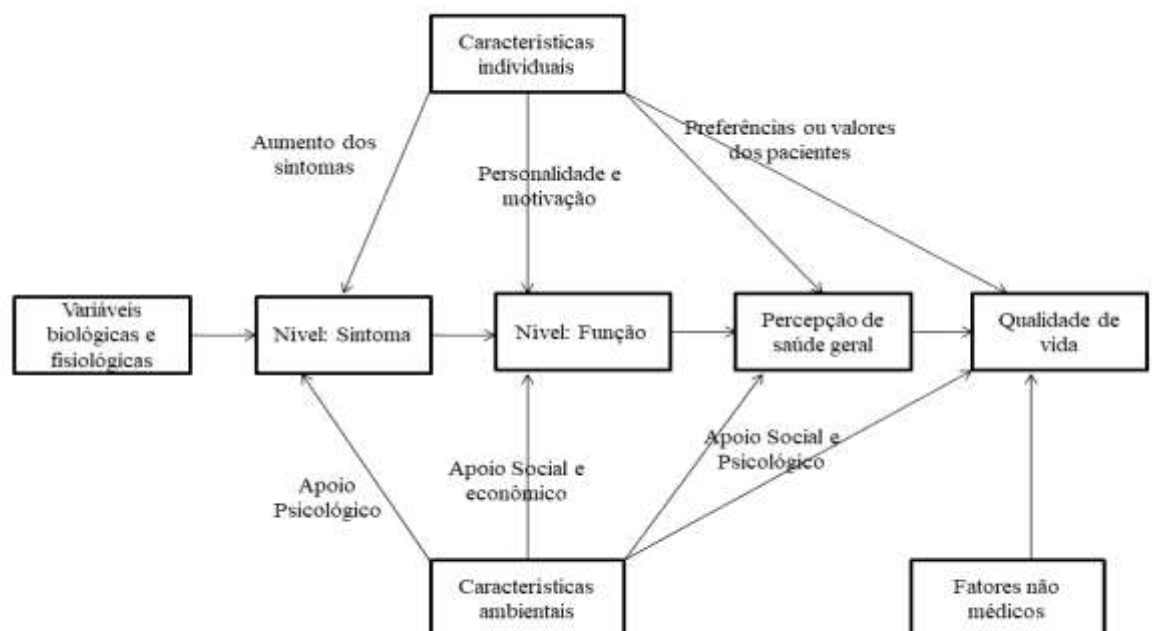 Características
individuais
Aumento dos
sintomas
Personalidade e
motivação
Preferências ou valores
dos pacientes
Variáveis
biológicas e
fisiológicas
Nível: Sintoma
Nível: Função
Percepção de
saúde geral
Qualidade de
vida
Apoio
Psicológico
Apoio Social e
econômico
Apoio Social e
Psicológico
Características
ambientais
Fatores não
médicos